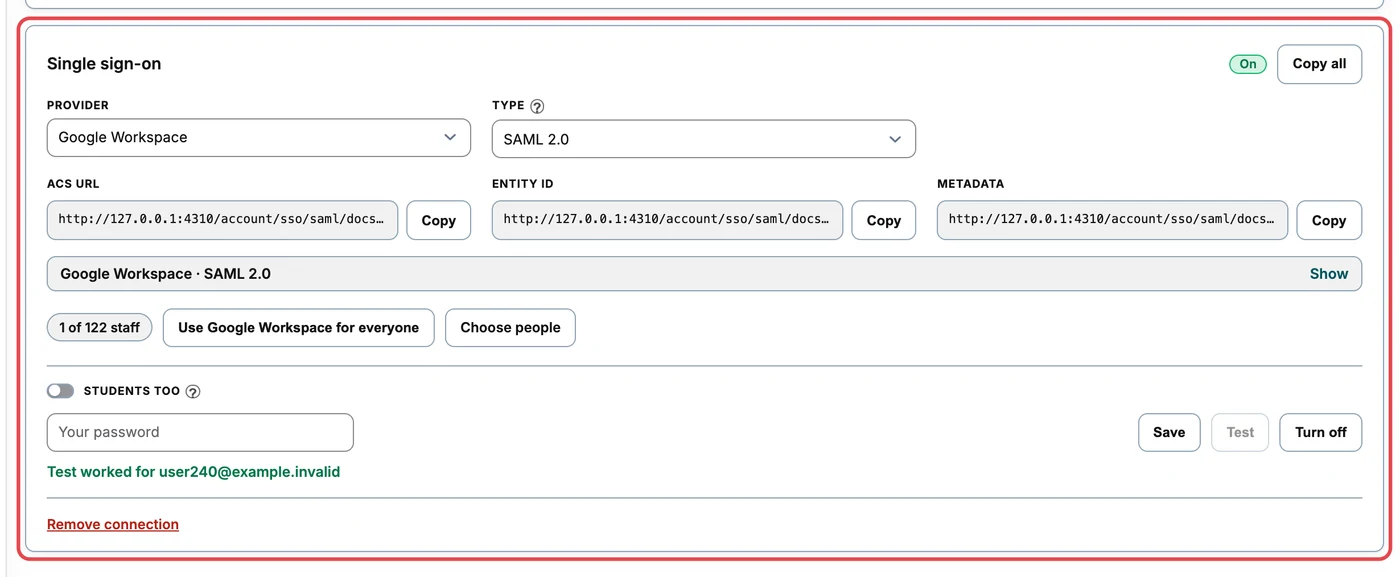 Single sign-on
On
Copy all
PROVIDER
TYPE ?
Google Workspace
SAML 2.0
ACS URL
ENTITY ID
METADATA
http://127.0.0.1:4310/account/sso/saml/docs…
Copy
http://127.0.0.1:4310/account/sso/saml/docs…
Copy
http://127.0.0.1:4310/account/sso/saml/docs…
Copy
Google Workspace · SAML 2.0
Show
1 of 122 staff
Use Google Workspace for everyone
Choose people
STUDENTS TOO ?
Your password
Save
Test
Turn off
Test worked for user240@example.invalid
Remove connection